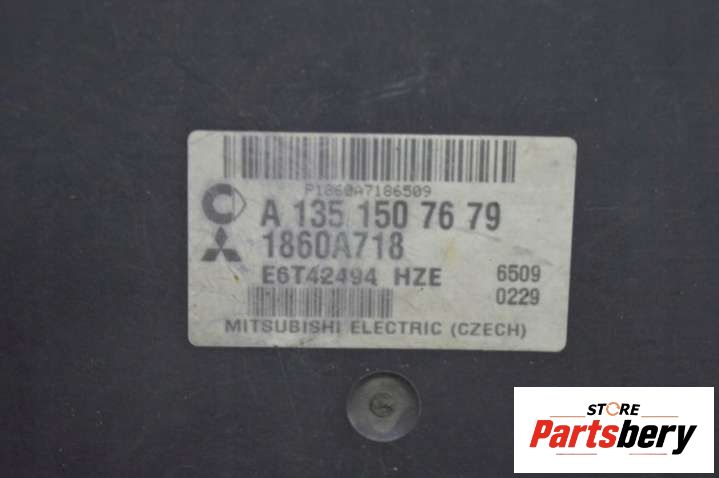 P1860A7186509
A 135 150 76 79
1860A718
E6T42494 HZE 6509
0229
MITSUBISHI ELECTRIC (CZECH)
STORE
Partsbery